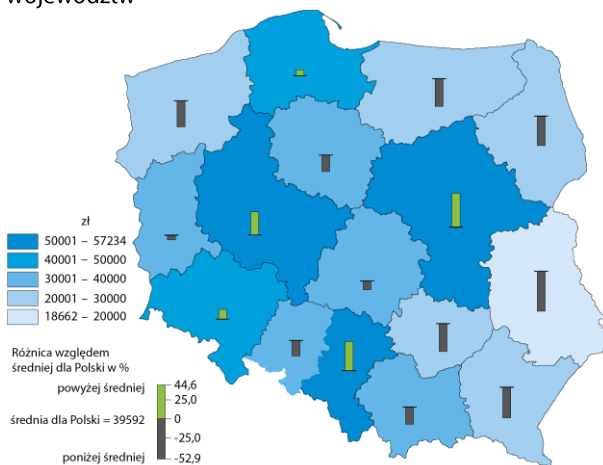 województw
zł
50001 – 57234
40001 – 50000
30001 – 40000
20001 – 30000
18662 – 20000
Różnica względem
średniej dla Polski w %
powyżej średniej
44,6
25,0
średnia dla Polski = 39592
0
-25,0
poniżej średniej
-52,9